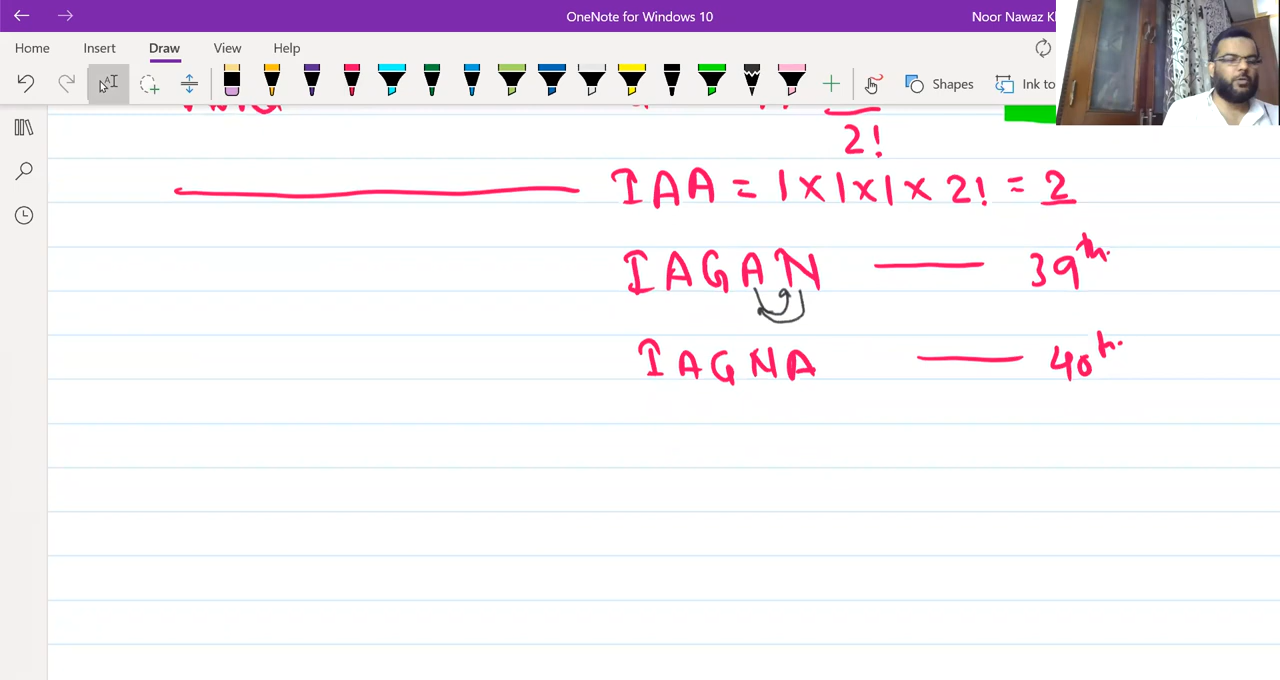 OneNote for Windows 10
Noor Nawaz Kh
Home Insert Draw View Help
Shapes Ink to
2!
IAA = 1 x 1 x 1 x 2! = 2
IAGAN — 39th.
IAGNA — 40th.